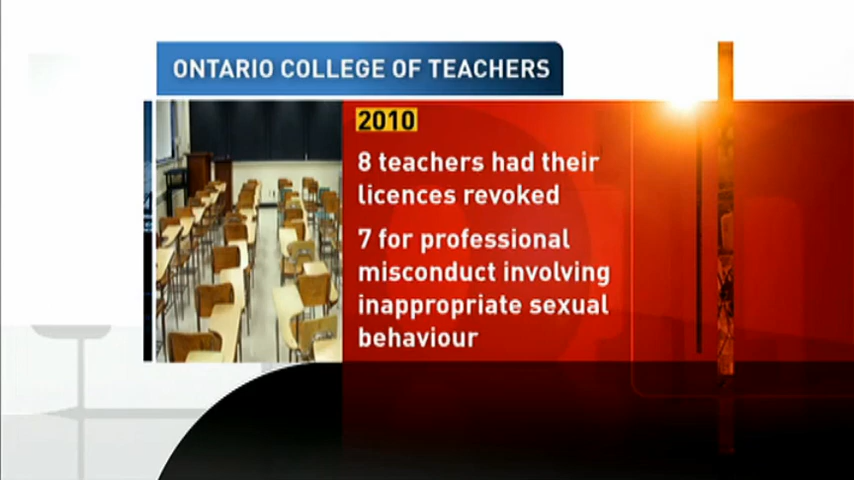 ONTARIO COLLEGE OF TEACHERS
2010
8 teachers had their
licences revoked
7 for professional
misconduct involving
inappropriate sexual
behaviour